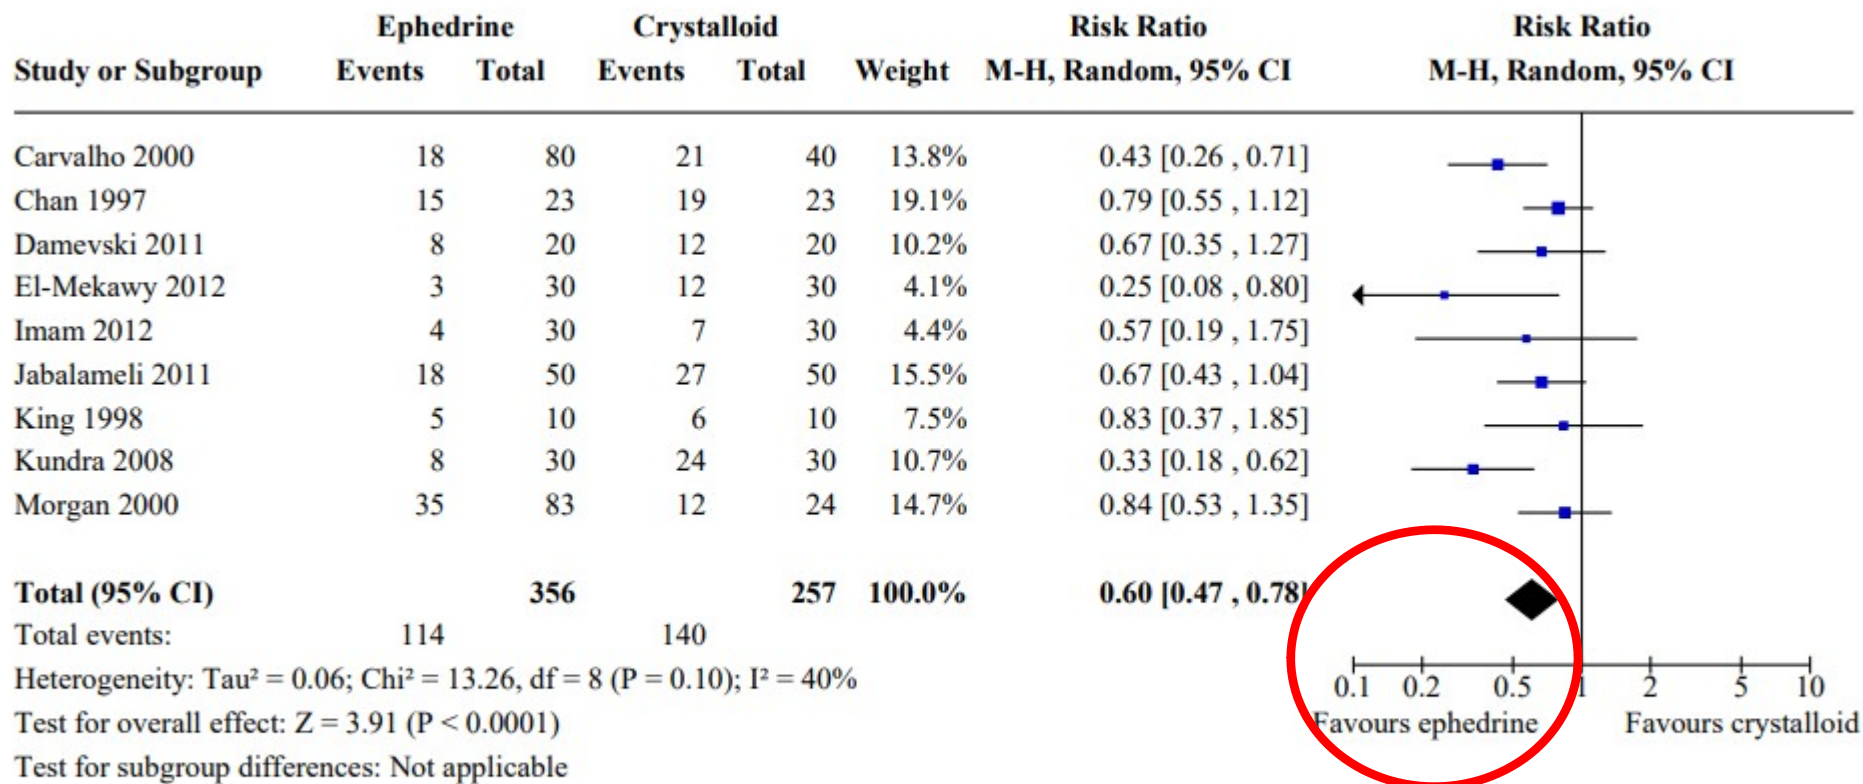 Ephedrine Crystalloid Risk Ratio Risk Ratio
Study or Subgroup Events Total Events Total Weight M-H, Random, 95% CI M-H, Random, 95% CI
Carvalho 2000 18 80 21 40 13.8% 0.43 [0.26 , 0.71]
Chan 1997 15 23 19 23 19.1% 0.79 [0.55 , 1.12]
Damevski 2011 8 20 12 20 10.2% 0.67 [0.35 , 1.27]
El-Mekawy 2012 3 30 12 30 4.1% 0.25 [0.08 , 0.80]
Imam 2012 4 30 7 30 4.4% 0.57 [0.19 , 1.75]
Jabalameli 2011 18 50 27 50 15.5% 0.67 [0.43 , 1.04]
King 1998 5 10 6 10 7.5% 0.83 [0.37 , 1.85]
Kundra 2008 8 30 24 30 10.7% 0.33 [0.18 , 0.62]
Morgan 2000 35 83 12 24 14.7% 0.84 [0.53 , 1.35]
Total (95% CI) 356 257 100.0% 0.60 [0.47 , 0.78]
Total events: 114 140
Heterogeneity: Tau² = 0.06; Chi² = 13.26, df = 8 (P = 0.10); I² = 40%
0.1 0.2 0.5 1 2 5 10
Test for overall effect: Z = 3.91 (P < 0.0001)
Favours ephedrine Favours crystalloid
Test for subgroup differences: Not applicable